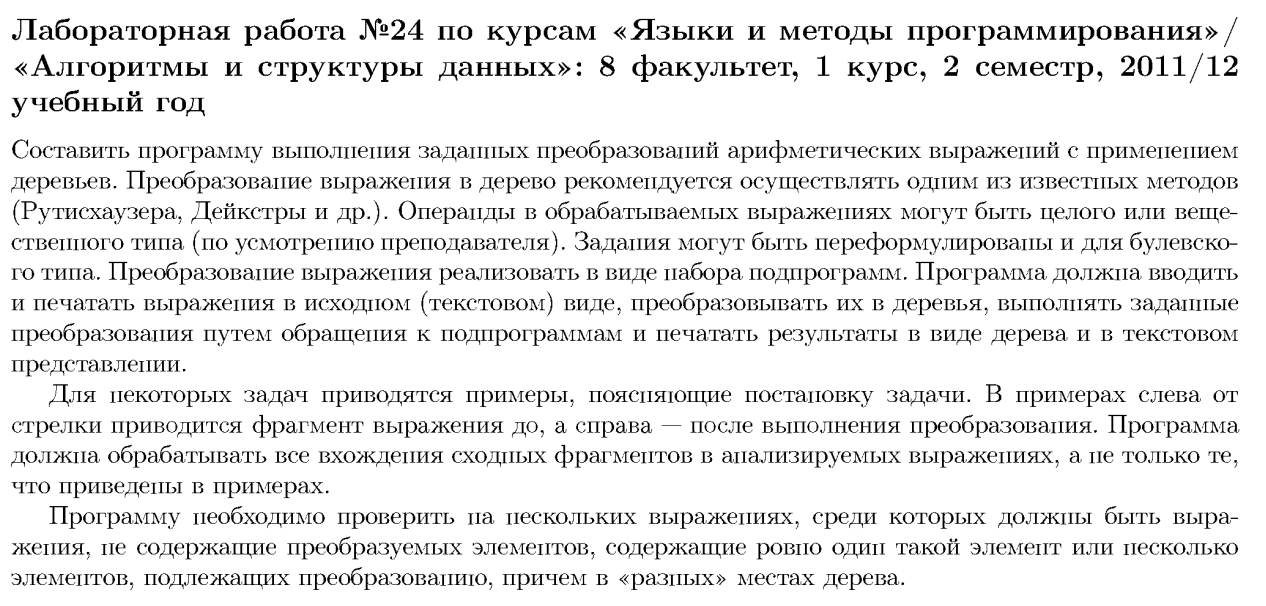 Лабораторная работа №24 по курсам «Языки и методы программирования»/
«Алгоритмы и структуры данных»: 8 факультет, 1 курс, 2 семестр, 2011/12
учебный год
Составить программу выполнения заданных преобразований арифметических выражений с применением
деревьев. Преобразование выражения в дерево рекомендуется осуществлять одним из известных методов
(Рутисхаузера, Дейкстры и др.). Операнды в обрабатываемых выражениях могут быть целого или веще-
ственного типа (по усмотрению преподавателя). Задания могут быть переформулированы и для булевско-
го типа. Преобразование выражения реализовать в виде набора подпрограмм. Программа должна вводить
и печатать выражения в исходном (текстовом) виде, преобразовывать их в деревья, выполнять заданные
преобразования путем обращения к подпрограммам и печатать результаты в виде дерева и в текстовом
представлении.
Для некоторых задач приводятся примеры, поясняющие постановку задачи. В примерах слева от
стрелки приводится фрагмент выражения до, а справа — после выполнения преобразования. Программа
должна обрабатывать все вхождения сходных фрагментов в анализируемых выражениях, а не только те,
что приведены в примерах.
Программу необходимо проверить на нескольких выражениях, среди которых должны быть выра-
жения, не содержащие преобразуемых элементов, содержащие ровно один такой элемент или несколько
элементов, подлежащих преобразованию, причем в «разных» местах дерева.